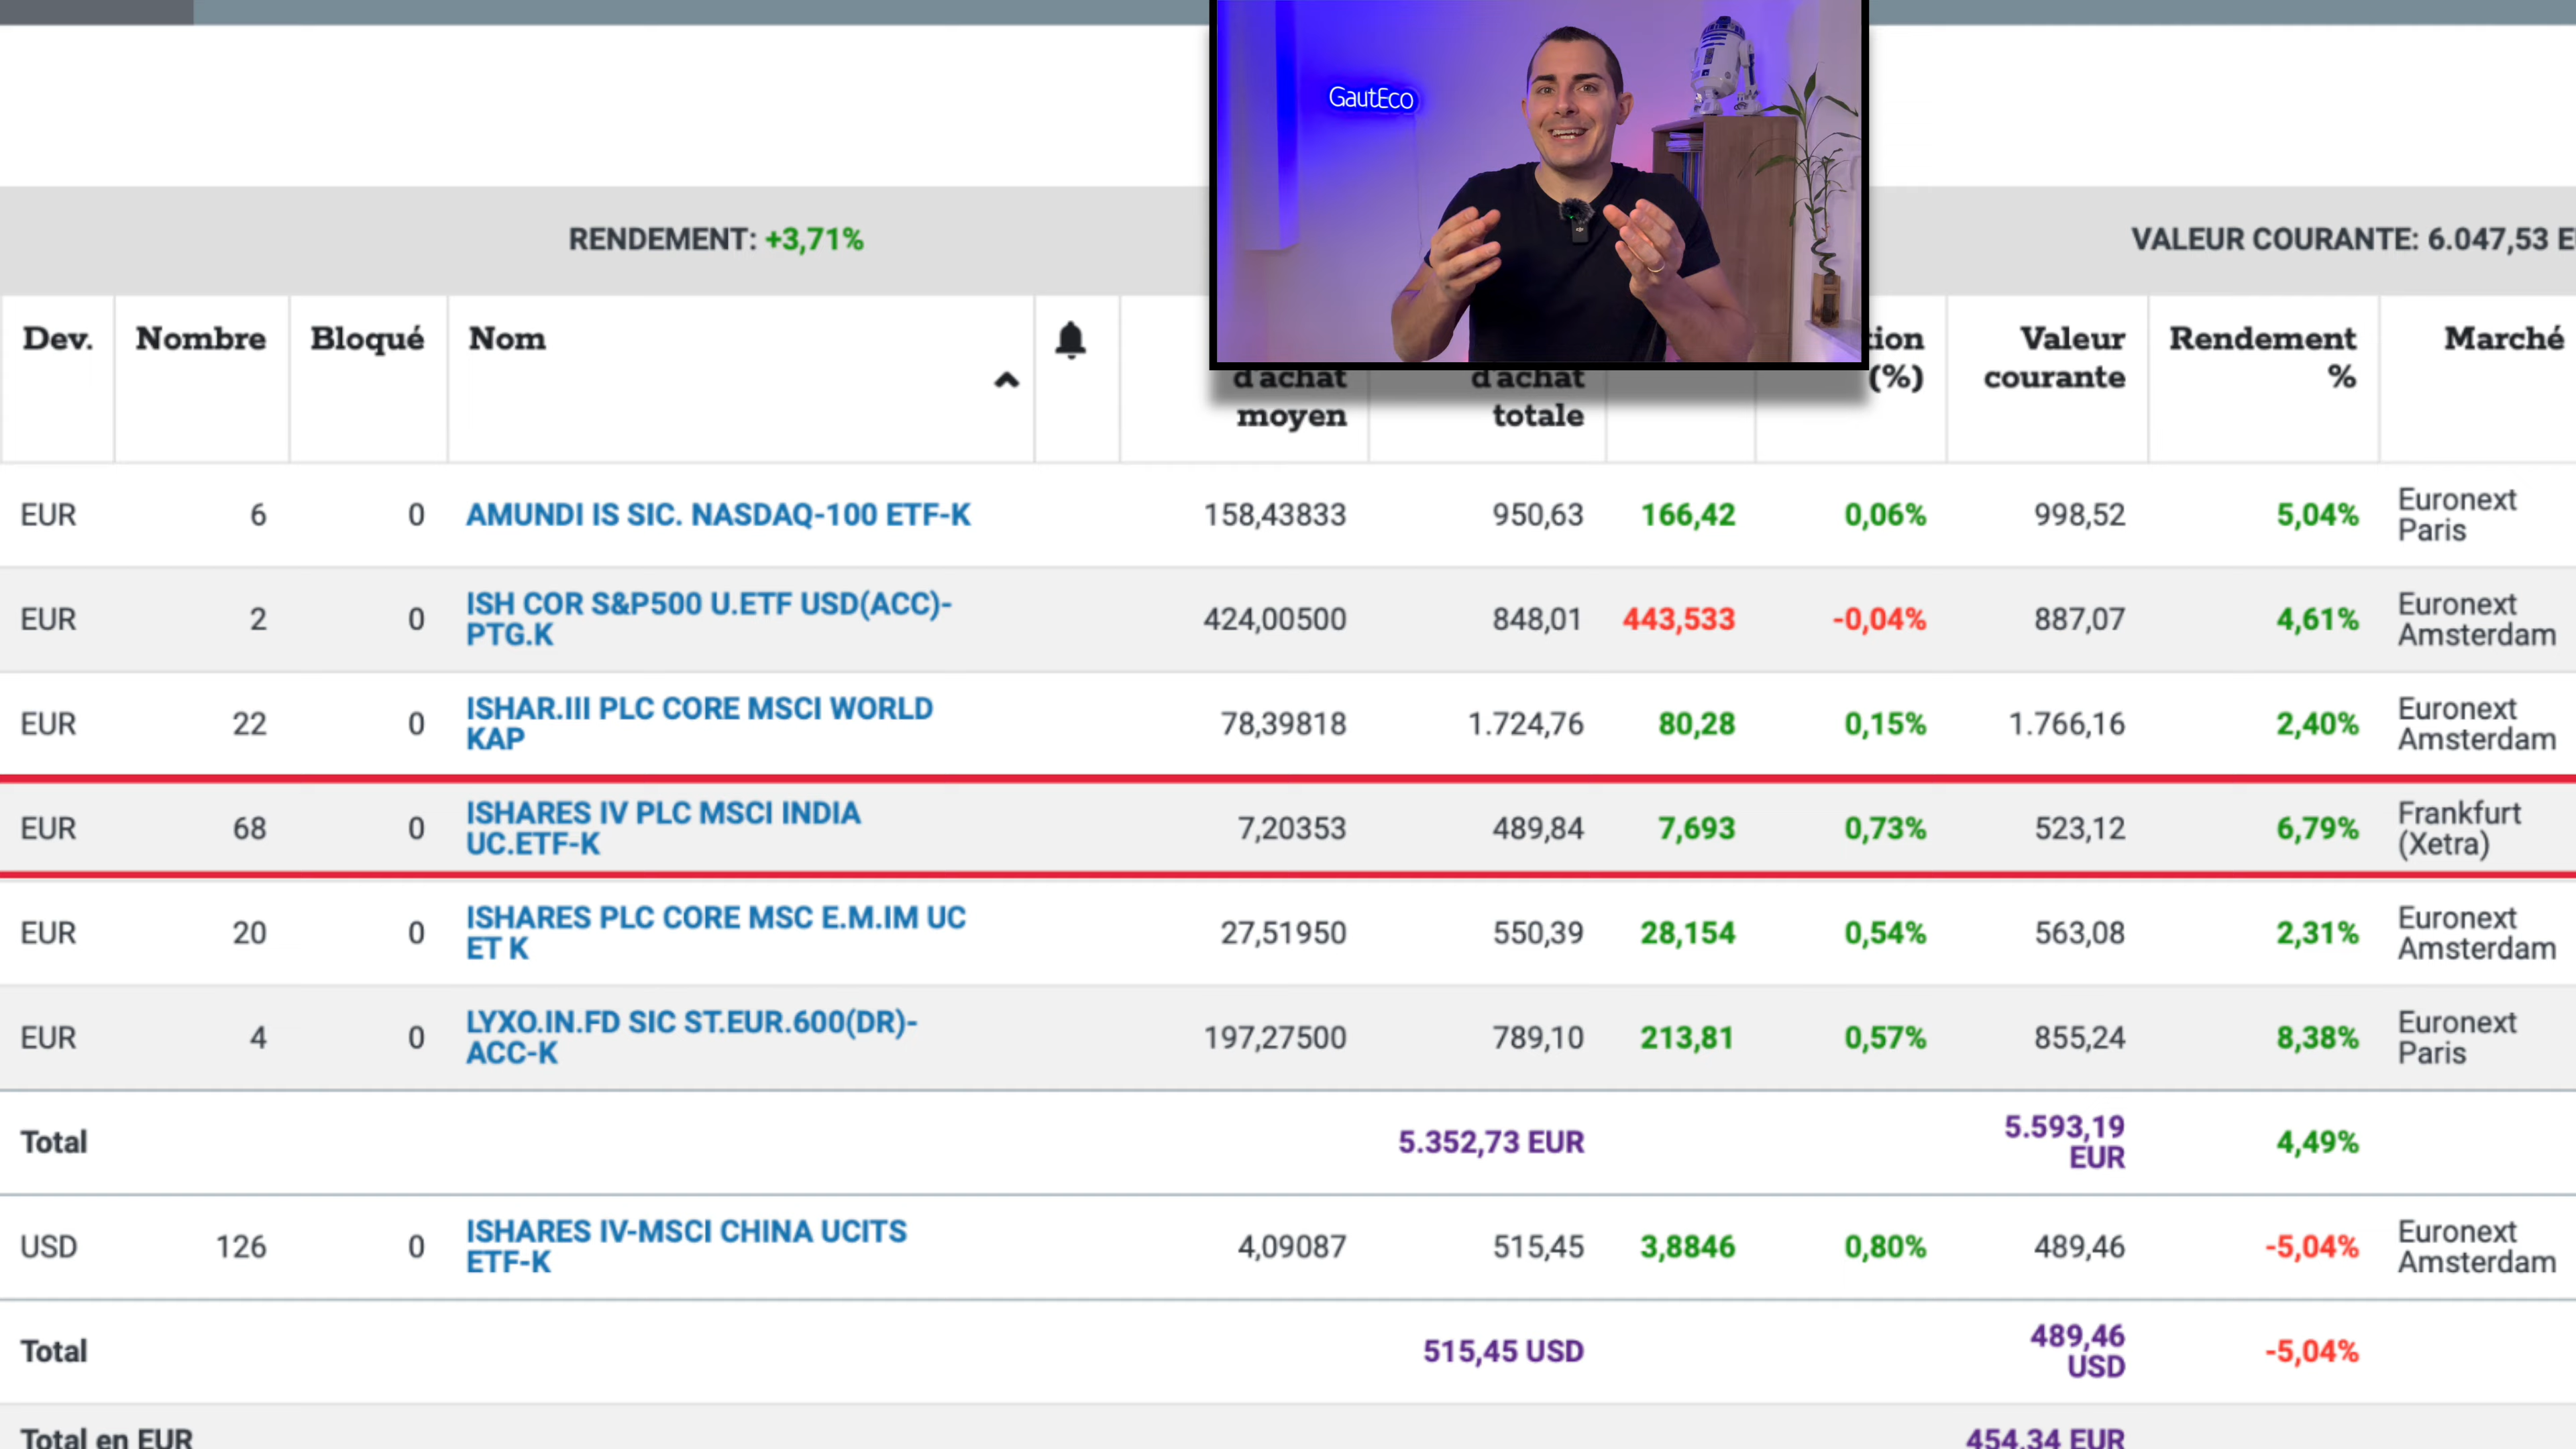 GautEco
RENDEMENT: +3,71%
VALEUR COURANTE: 6.047,53
Dev.
Nombre
Bloqué
Nom
d'achat
moyen
d'achat
totale
(%)
Valeur
courante
Rendement
%
Marché
EUR 6 0 AMUNDI IS SIC. NASDAQ-100 ETF-K 158,43833 950,63 166,42 0,06% 998,52 5,04% Euronext
Paris
EUR 2 0 ISH COR S&P500 U.ETF USD(ACC)-
PTG.K 424,00500 848,01 443,533 -0,04% 887,07 4,61% Euronext
Amsterdam
EUR 22 0 ISHAR.III PLC CORE MSCI WORLD
KAP 78,39818 1.724,76 80,28 0,15% 1.766,16 2,40% Euronext
Amsterdam
EUR 68 0 ISHARES IV PLC MSCI INDIA
UC.ETF-K 7,20353 489,84 7,693 0,73% 523,12 6,79% Frankfurt
(Xetra)
EUR 20 0 ISHARES PLC CORE MSC E.M.IM UC
ET K 27,51950 550,39 28,154 0,54% 563,08 2,31% Euronext
Amsterdam
EUR 4 0 LYXO.IN.FD SIC ST.EUR.600(DR)-
ACC-K 197,27500 789,10 213,81 0,57% 855,24 8,38% Euronext
Paris
Total 5.352,73 EUR 5.593,19
EUR 4,49%
USD 126 0 ISHARES IV-MSCI CHINA UCITS
ETF-K 4,09087 515,45 3,8846 0,80% 489,46 -5,04% Euronext
Amsterdam
Total 515,45 USD 489,46
USD -5,04%
Total en EUR 454,34 EUR